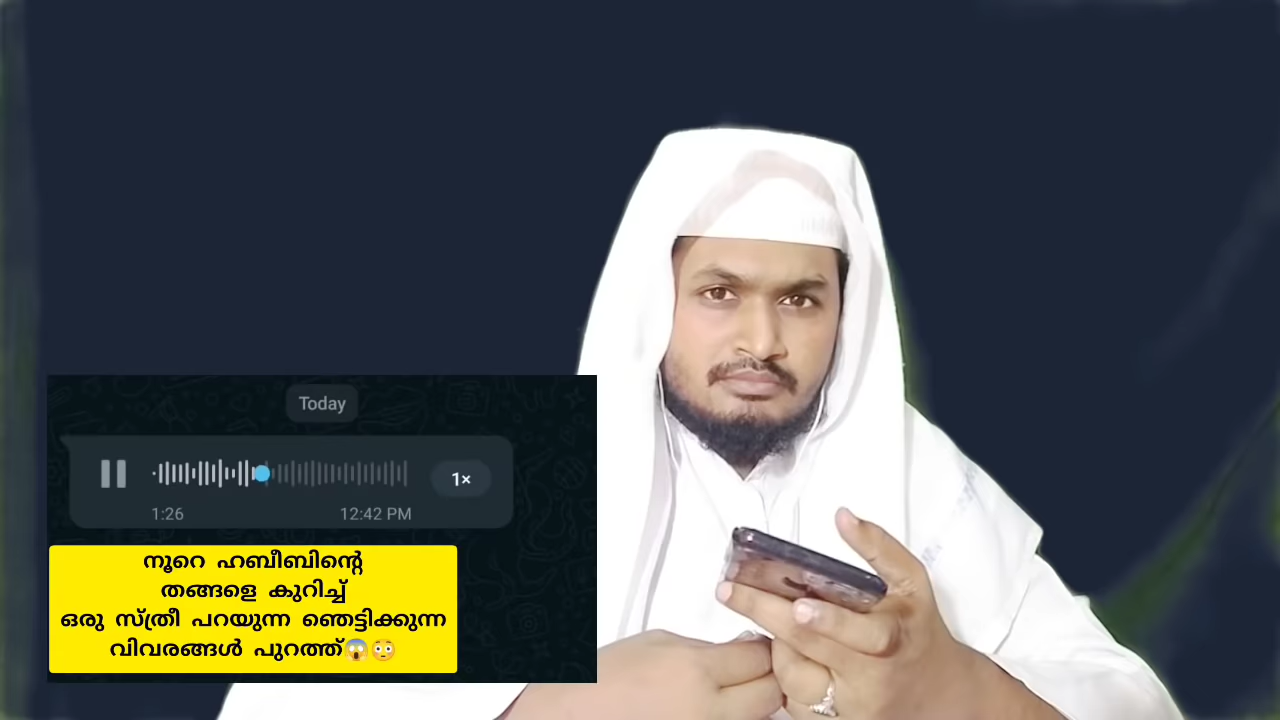 Today
1×
1:26
12:42 PM
നൂറെ ഹബീബിന്റെ
തങ്ങളെ കുറിച്ച്
ഒരു സ്ത്രീ പറയുന്ന ഞെട്ടിക്കുന്ന
വിവരങ്ങൾ പുറത്ത്😱😳